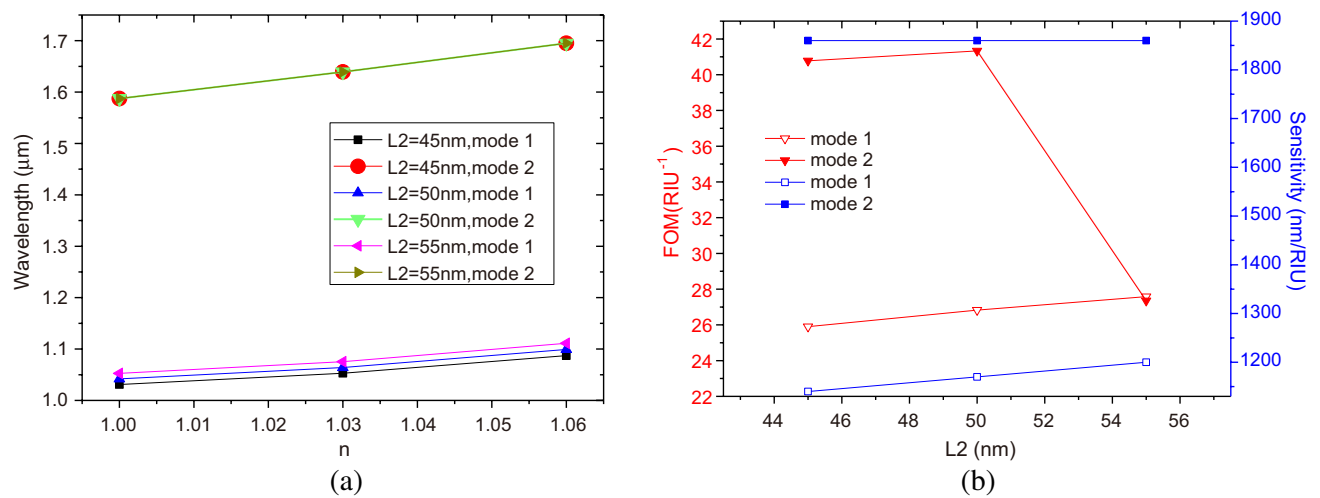 1.7
1.6
1.5
1.4
1.3
1.2
1.1
1.0
Wavelength (μm)
L2=45nm,mode 1
L2=45nm,mode 2
L2=50nm,mode 1
L2=50nm,mode 2
L2=55nm,mode 1
L2=55nm,mode 2
1.00 1.01 1.02 1.03 1.04 1.05 1.06
n
(a)
42
40
38
36
34
32
30
28
26
24
22
FOM(RIU⁻¹)
mode 1
mode 2
mode 1
mode 2
1900
1800
1700
1600
1500
1400
1300
1200
Sensitivity (nm/RIU)
44 46 48 50 52 54 56
L2 (nm)
(b)